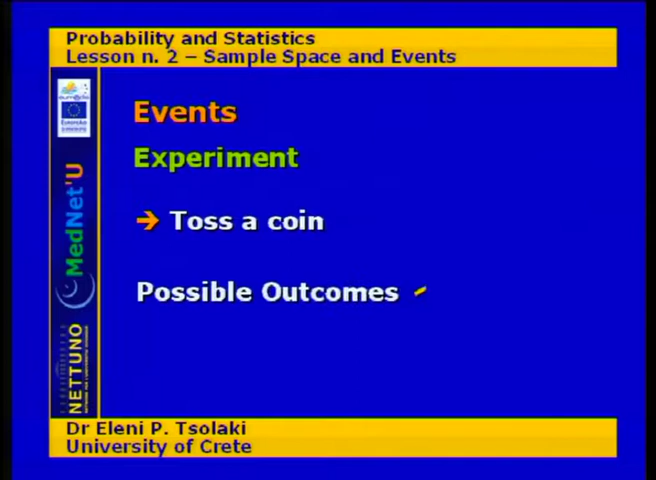 Probability and Statistics
Lesson n. 2 – Sample Space and Events
Events
Experiment
➔ Toss a coin
Possible Outcomes
MedNet'U
NETTUNO
Dr Eleni P. Tsolaki
University of Crete